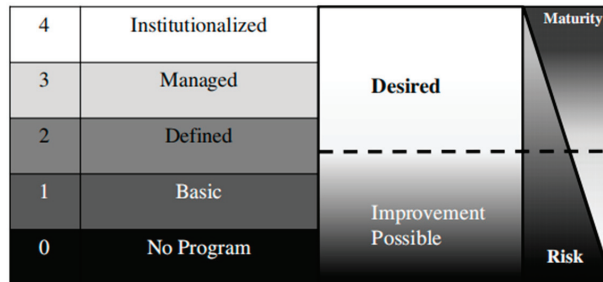 4 Institutionalized
3 Managed
2 Defined
1 Basic
0 No Program
Desired
Improvement
Possible
Maturity
Risk